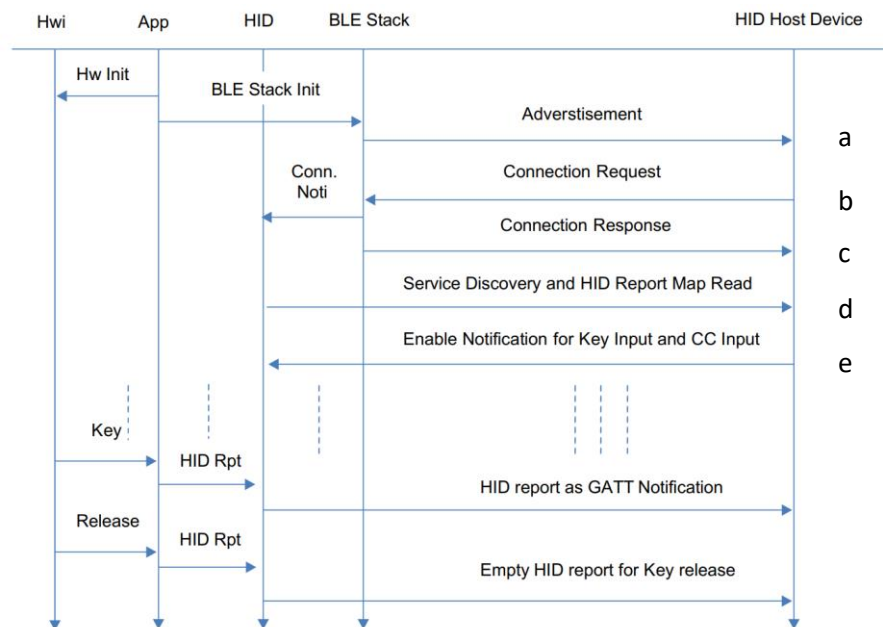 Hwi App HID BLE Stack HID Host Device
Hw Init
BLE Stack Init
Adverstisement
a
Conn.
Noti
Connection Request
b
Connection Response
c
Service Discovery and HID Report Map Read
d
Enable Notification for Key Input and CC Input
e
Key
HID Rpt
HID report as GATT Notification
Release
HID Rpt
Empty HID report for Key release